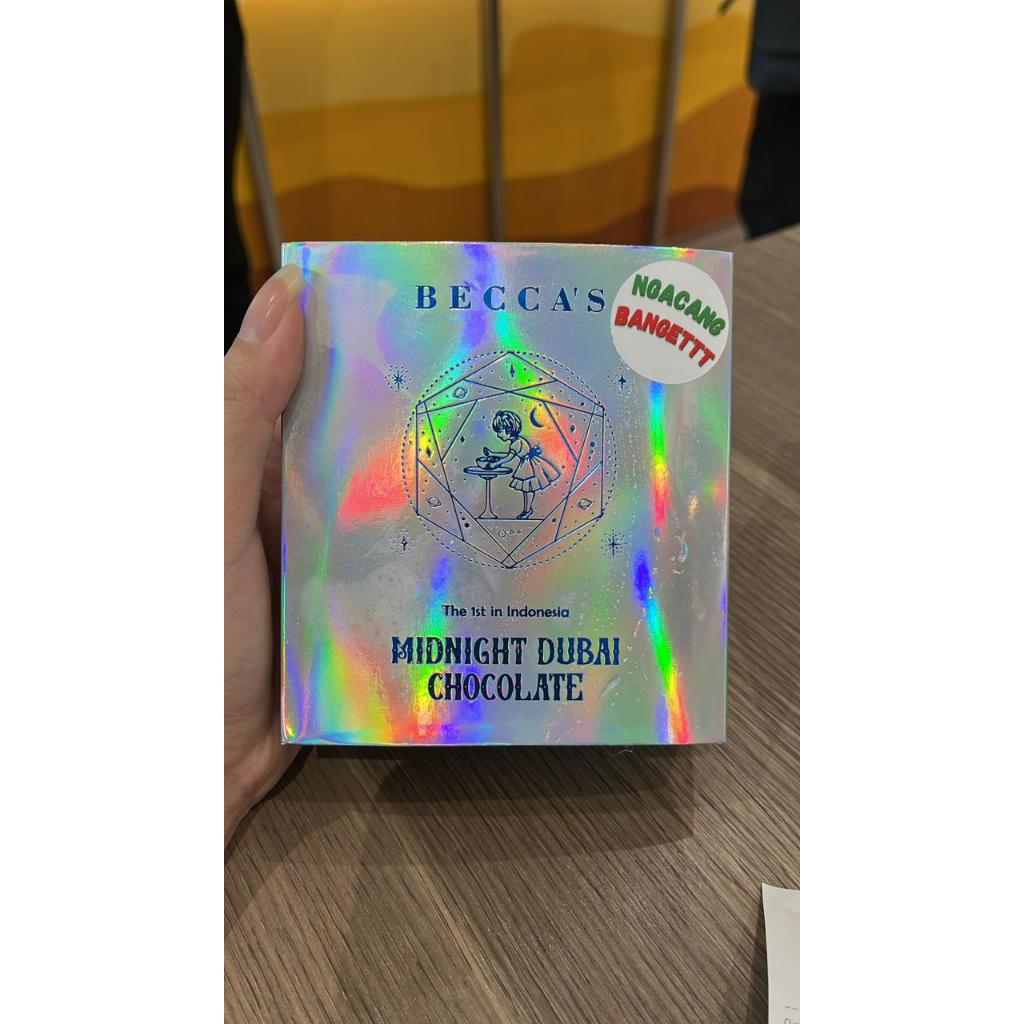 BECCA'S
NGACANG
BANGETTT
The 1st in Indonesia
MIDNIGHT DUBAI
CHOCOLATE